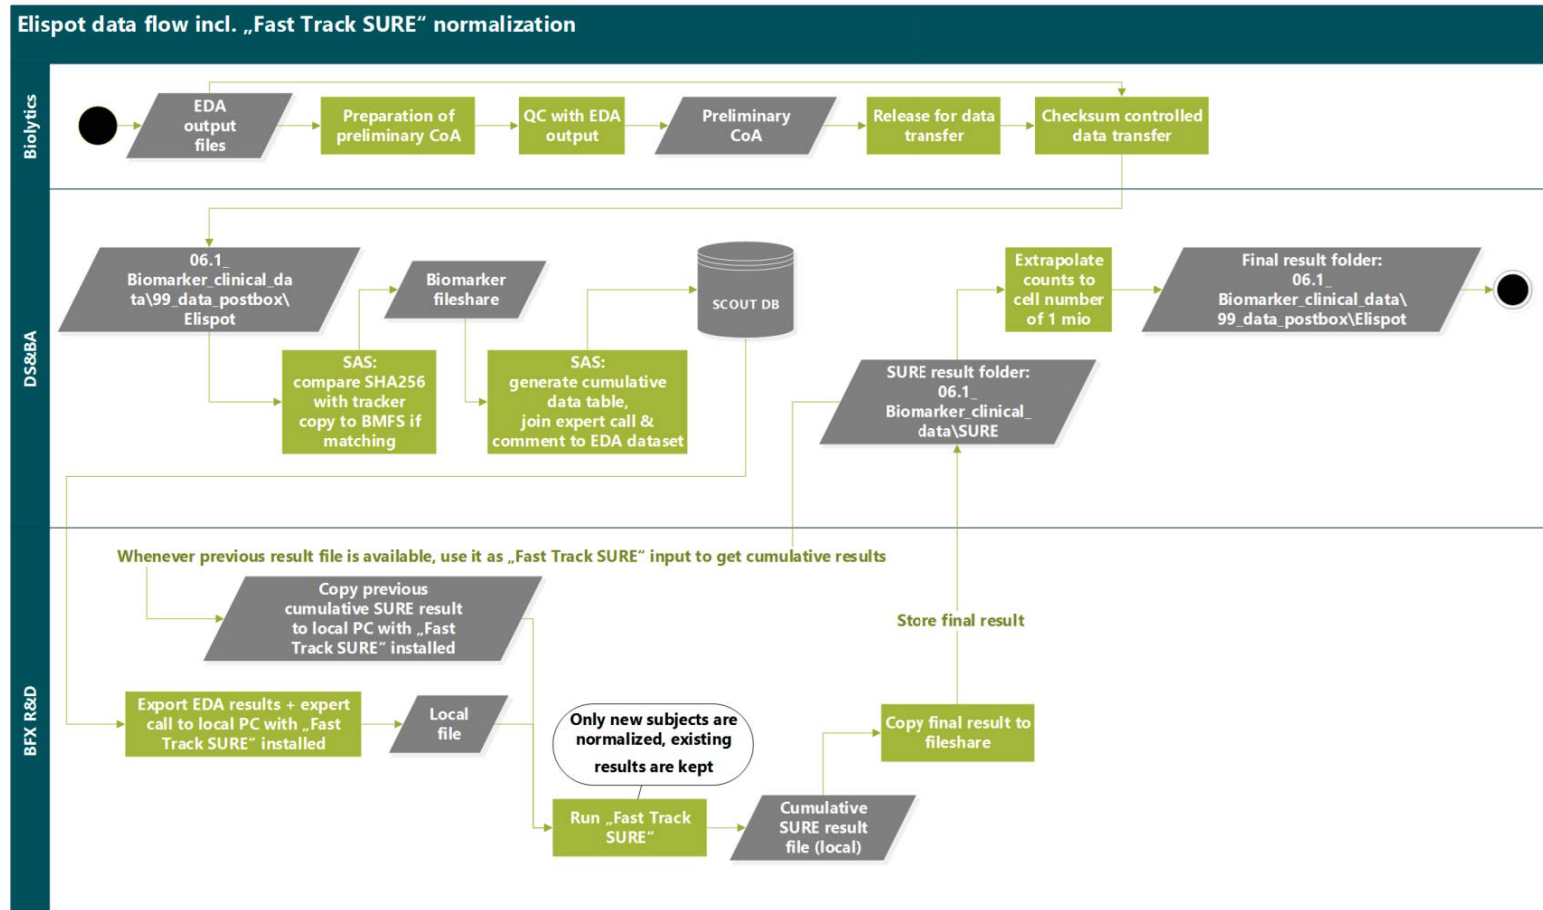 Elispot data flow incl. „Fast Track SURE“ normalization
Biolytics
EDA
output
files
Preparation of
preliminary CoA
QC with EDA
output
Preliminary
CoA
Release for data
transfer
Checksum controlled
data transfer
DS&BA
06.1_
Biomarker_clinical_da
ta\99_data_postbox\
Elispot
SAS:
compare SHA256
with tracker
copy to BMFS if
matching
Biomarker
fileshare
SAS:
generate cumulative
data table,
join expert call &
comment to EDA dataset
SCOUT DB
SURE result folder:
06.1_
Biomarker_clinical_
data\SURE
Extrapolate
counts to
cell number
of 1 mio
Final result folder:
06.1_
Biomarker_clinical_data\
99_data_postbox\Elispot
BFX R&D
Whenever previous result file is available, use it as „Fast Track SURE“ input to get cumulative results
Copy previous
cumulative SURE result
to local PC with „Fast
Track SURE“ installed
Export EDA results + expert
call to local PC with „Fast
Track SURE“ installed
Local
file
Only new subjects are
normalized, existing
results are kept
Run „Fast Track
SURE“
Cumulative
SURE result
file (local)
Copy final result to
fileshare
Store final result